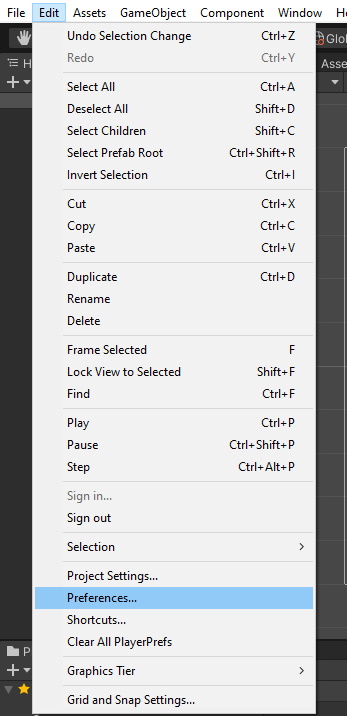 File Edit Assets GameObject Component Window H
Undo Selection Change Ctrl+Z
Glo
Redo Ctrl+Y
H
Asse
Select All Ctrl+A
Deselect All Shift+D
Select Children Shift+C
Select Prefab Root Ctrl+Shift+R
Invert Selection Ctrl+I
Cut Ctrl+X
Copy Ctrl+C
Paste Ctrl+V
Duplicate Ctrl+D
Rename
Delete
Frame Selected F
Lock View to Selected Shift+F
Find Ctrl+F
Play Ctrl+P
Pause Ctrl+Shift+P
Step Ctrl+Alt+P
Sign in...
Sign out
Selection >
Project Settings...
Preferences...
Shortcuts...
Clear All PlayerPrefs
P
Graphics Tier >
Grid and Snap Settings...